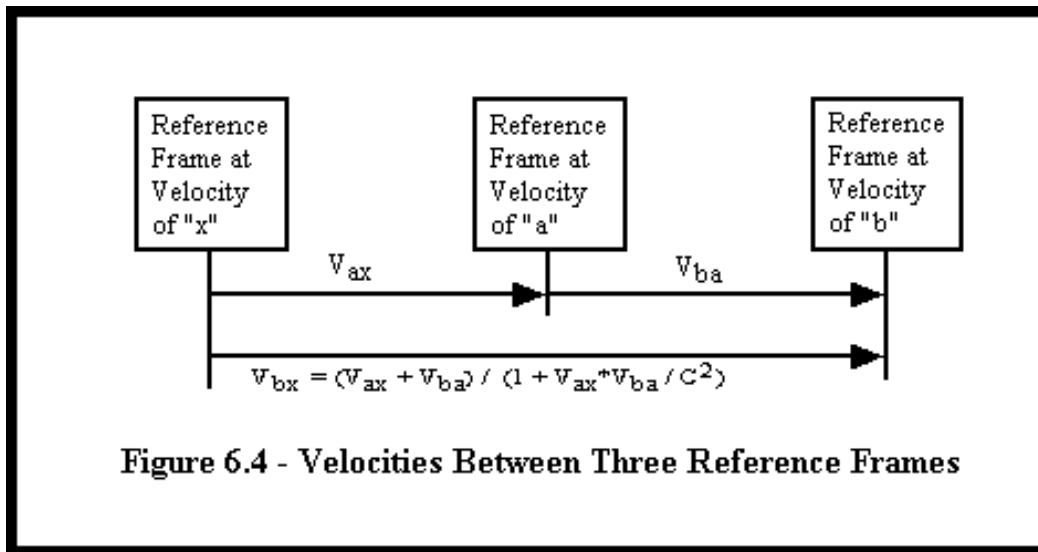 Reference
Frame at
Velocity
of "x"
Reference
Frame at
Velocity
of "a"
Reference
Frame at
Velocity
of "b"
Vax
Vba
Vbx = (Vax + Vba) / (1 + Vax*Vba / C²)
Figure 6.4 - Velocities Between Three Reference Frames